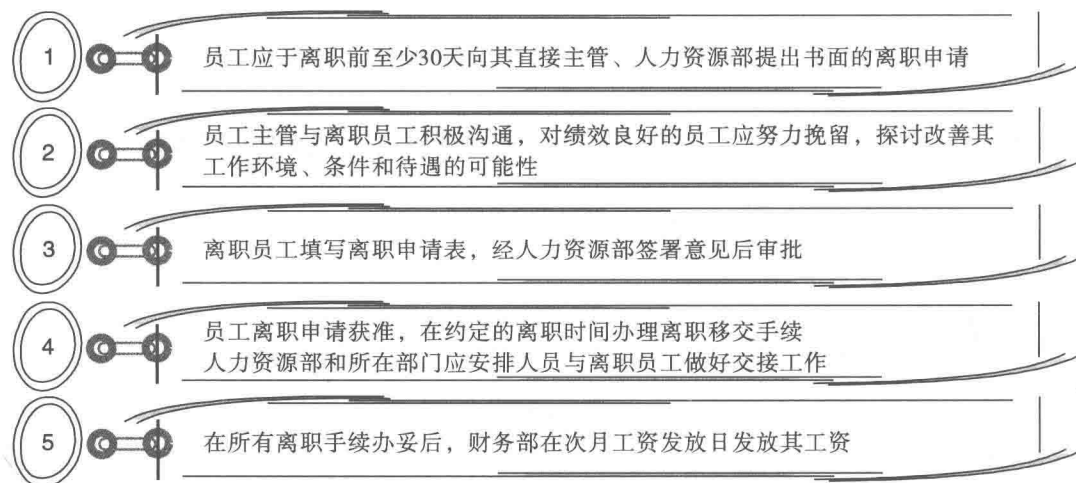 1
员工应于离职前至少30天向其直接主管、人力资源部提出书面的离职申请
2
员工主管与离职员工积极沟通，对绩效良好的员工应努力挽留，探讨改善其
工作环境、条件和待遇的可能性
3
离职员工填写离职申请表，经人力资源部签署意见后审批
4
员工离职申请获准，在约定的离职时间办理离职移交手续
人力资源部和所在部门应安排人员与离职员工做好交接工作
5
在所有离职手续办妥后，财务部在次月工资发放日发放其工资